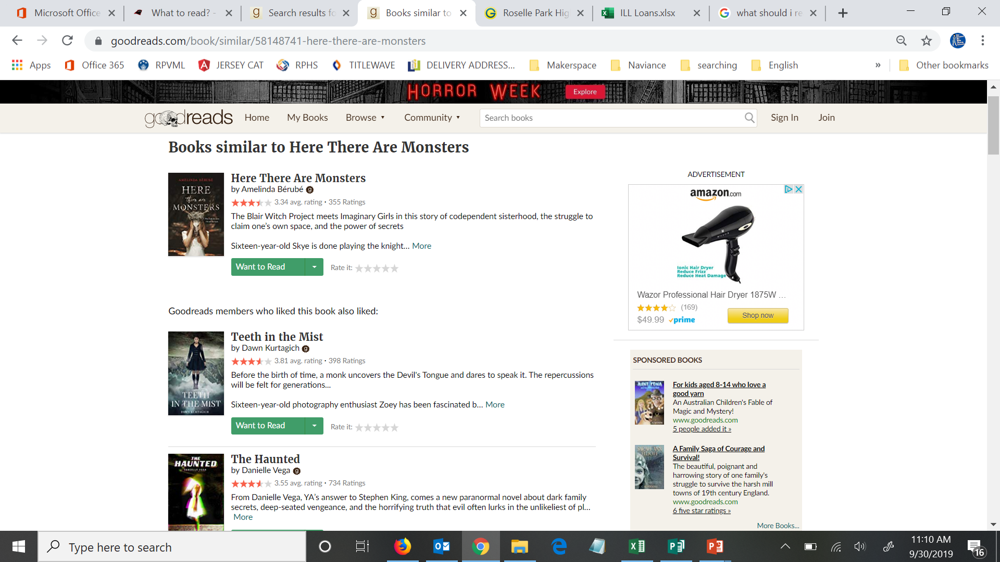 Microsoft Office
What to read? -
Search results fo
Books similar to
Roselle Park Hig
ILL Loans.xlsx
what should i re
goodreads.com/book/similar/58148741-here-there-are-monsters
Apps
Office 365
RPVML
JERSEY CAT
RPHS
TITLEWAVE
DELIVERY ADDRESS...
Makerspace
Naviance
searching
English
»
Other bookmarks
HORROR WEEK
Explore
goodreads
Home
My Books
Browse ▾
Community ▾
Search books
Sign In
Join
Books similar to Here There Are Monsters
AMELINDA BÉRUBÉ
HERE
there are
MONSTERS
Here There Are Monsters
by Amelinda Bérubé
3.34 avg. rating • 355 Ratings
The Blair Witch Project meets Imaginary Girls in this story of codependent sisterhood, the struggle to
claim one’s own space, and the power of secrets
Sixteen-year-old Skye is done playing the knight... More
Want to Read
Rate it:
Goodreads members who liked this book also liked:
TEETH
IN THE MIST
DAWN KURTAGICH
Teeth in the Mist
by Dawn Kurtagich
3.81 avg. rating • 398 Ratings
Before the birth of time, a monk uncovers the Devil's Tongue and dares to speak it. The repercussions
will be felt for generations...
Sixteen-year-old photography enthusiast Zoey has been fascinated b... More
Want to Read
Rate it:
THE
HAUNTED
DANIELLE VEGA
The Haunted
by Danielle Vega
3.55 avg. rating • 734 Ratings
From Danielle Vega, YA’s answer to Stephen King, comes a new paranormal novel about dark family
secrets, deep-seated vengeance, and the horrifying truth that evil often lurks in the unlikeliest of pl...
More
ADVERTISEMENT
amazon.com
WAZOR
Ionic Hair Dryer
Reduce Frizz
Reduce Heat Damage
Wazor Professional Hair Dryer 1875W ...
(169)
$49.99 prime
Shop now
SPONSORED BOOKS
AUNT EDNA
For kids aged 8-14 who love a
good yarn
An Australian Children's Fable of
Magic and Mystery!
www.goodreads.com
5 people added it »
SARAH ANN
ELLIOTT
A Family Saga of Courage and
Survival!
The beautiful, poignant and
harrowing story of one family's
struggle to survive the harsh mill
towns of 19th century England.
www.goodreads.com
6 five star ratings »
More Books...
Type here to search
11:10 AM
9/30/2019
16